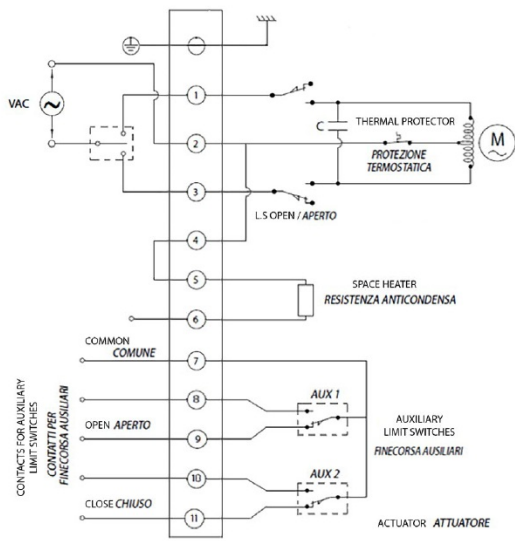 VAC
~
1
2
3
4
5
6
7
8
9
10
11
C
THERMAL PROTECTOR
PROTEZIONE
TERMOSTATICA
M
L.S OPEN / APERTO
SPACE HEATER
RESISTENZA ANTICONDENSA
COMMON
COMUNE
CONTACTS FOR AUXILIARY
LIMIT SWITCHES
CONTATTI PER
FINECORSA AUSILIARI
OPEN APERTO
CLOSE CHIUSO
AUX 1
AUXILIARY
LIMIT SWITCHES
FINECORSA AUSILIARI
AUX 2
ACTUATOR ATTUATORE